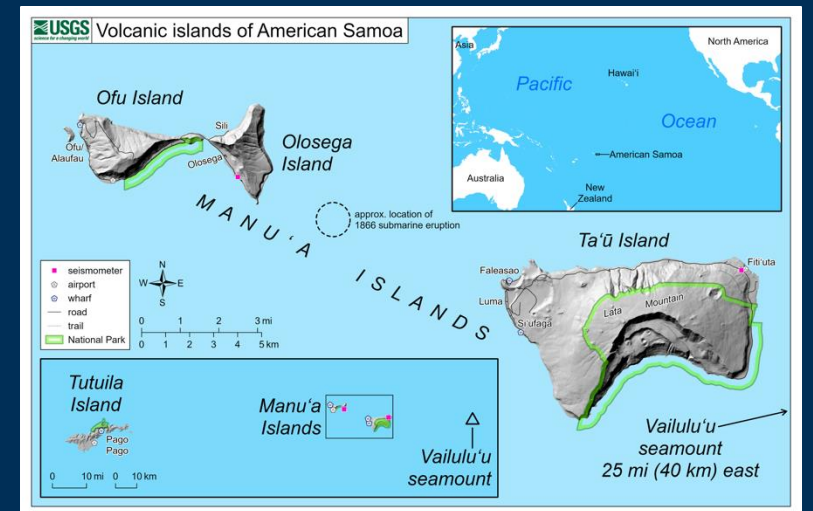 USGS
science for a changing world
Volcanic islands of American Samoa
Ofu Island
Sili
Ofu/
Alaufau
Olosega
Olosega
Island
MANU‘A ISLANDS
approx. location of
1866 submarine eruption
Asia
North America
Pacific
Hawai‘i
Ocean
American Samoa
Australia
New
Zealand
Ta‘ū Island
Faleasao
Fiti‘uta
Luma
Si‘ufaga
Lata Mountain
seismometer
airport
wharf
road
trail
National Park
N
W E
S
0 1 2 3 mi
0 1 2 3 4 5 km
Tutuila
Island
Pago
Pago
0 10 mi 0 10 km
Manu‘a
Islands
Vailulu‘u
seamount
Vailulu‘u
seamount
25 mi (40 km) east